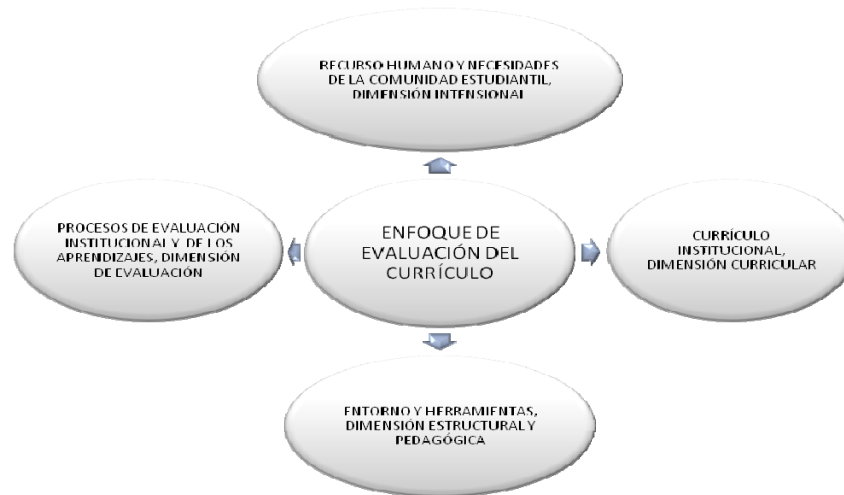 RECURSO HUMANO Y NECESIDADES
DE LA COMUNIDAD ESTUDIANTIL,
DIMENSIÓN INTENSIONAL
PROCESOS DE EVALUACIÓN
INSTITUCIONAL Y DE LOS
APRENDIZAJES, DIMENSIÓN
DE EVALUACIÓN
ENFOQUE DE
EVALUACIÓN DEL
CURRÍCULO
CURRÍCULO
INSTITUCIONAL,
DIMENSIÓN CURRICULAR
ENTORNO Y HERRAMIENTAS,
DIMENSIÓN ESTRUCTURAL Y
PEDAGÓGICA